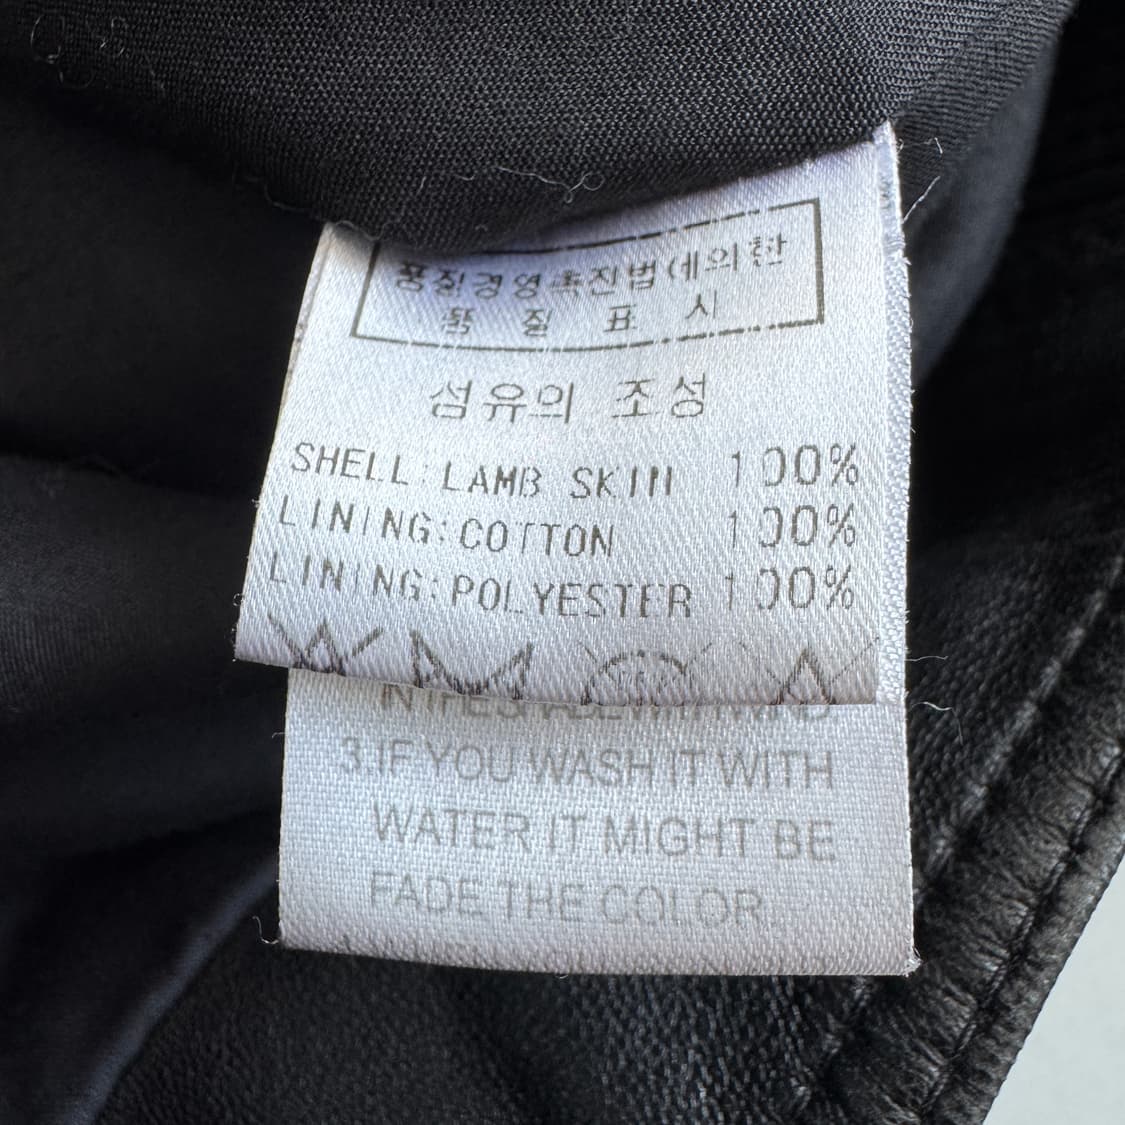 품질경영촉진법에의한
품 질 표 시
섬유의 조성
SHELL:LAMB SKIN 100%
LINING:COTTON 100%
LINING:POLYESTER 100%
3.IF YOU WASH IT WITH
WATER IT MIGHT BE
FADE THE COLOR.